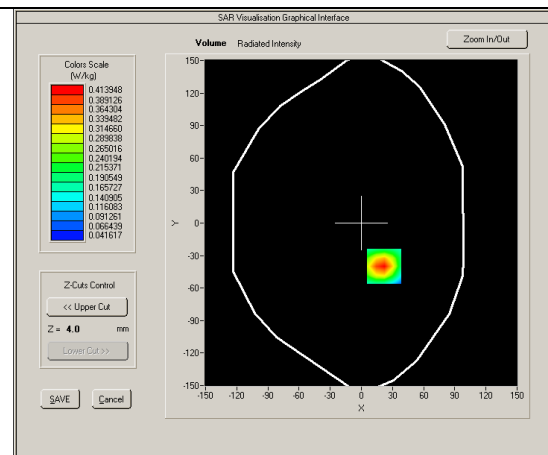 SAR Visualisation Graphical Interface
Volume Radiated Intensity
Zoom In/Out
Colors Scale
(W/kg)
0.413948
0.389126
0.364304
0.339482
0.314660
0.289838
0.265016
0.240194
0.215371
0.190549
0.165727
0.140905
0.116083
0.091261
0.066439
0.041617
Z-Cuts Control
<< Upper Cut
Z = 4.0 mm
Lower Cut >>
SAVE Cancel
150
120
90
60
30
0
-30
-60
-90
-120
-150
Y
-150 -120 -90 -60 -30 0 30 60 90 120 150
X